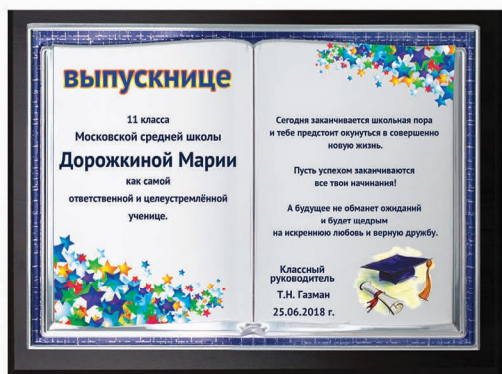 выпускнице
11 класса
Московской средней школы
Дорожкиной Марии
как самой
ответственной и целеустремлённой
ученице.
Сегодня заканчивается школьная пора
и тебе предстоит окунуться в совершенно
новую жизнь.
Пусть успехом заканчиваются
все твои начинания!
А будущее не обманет ожиданий
и будет щедрым
на искреннюю любовь и верную дружбу.
Классный
руководитель
Т.Н. Газман
25.06.2018 г.